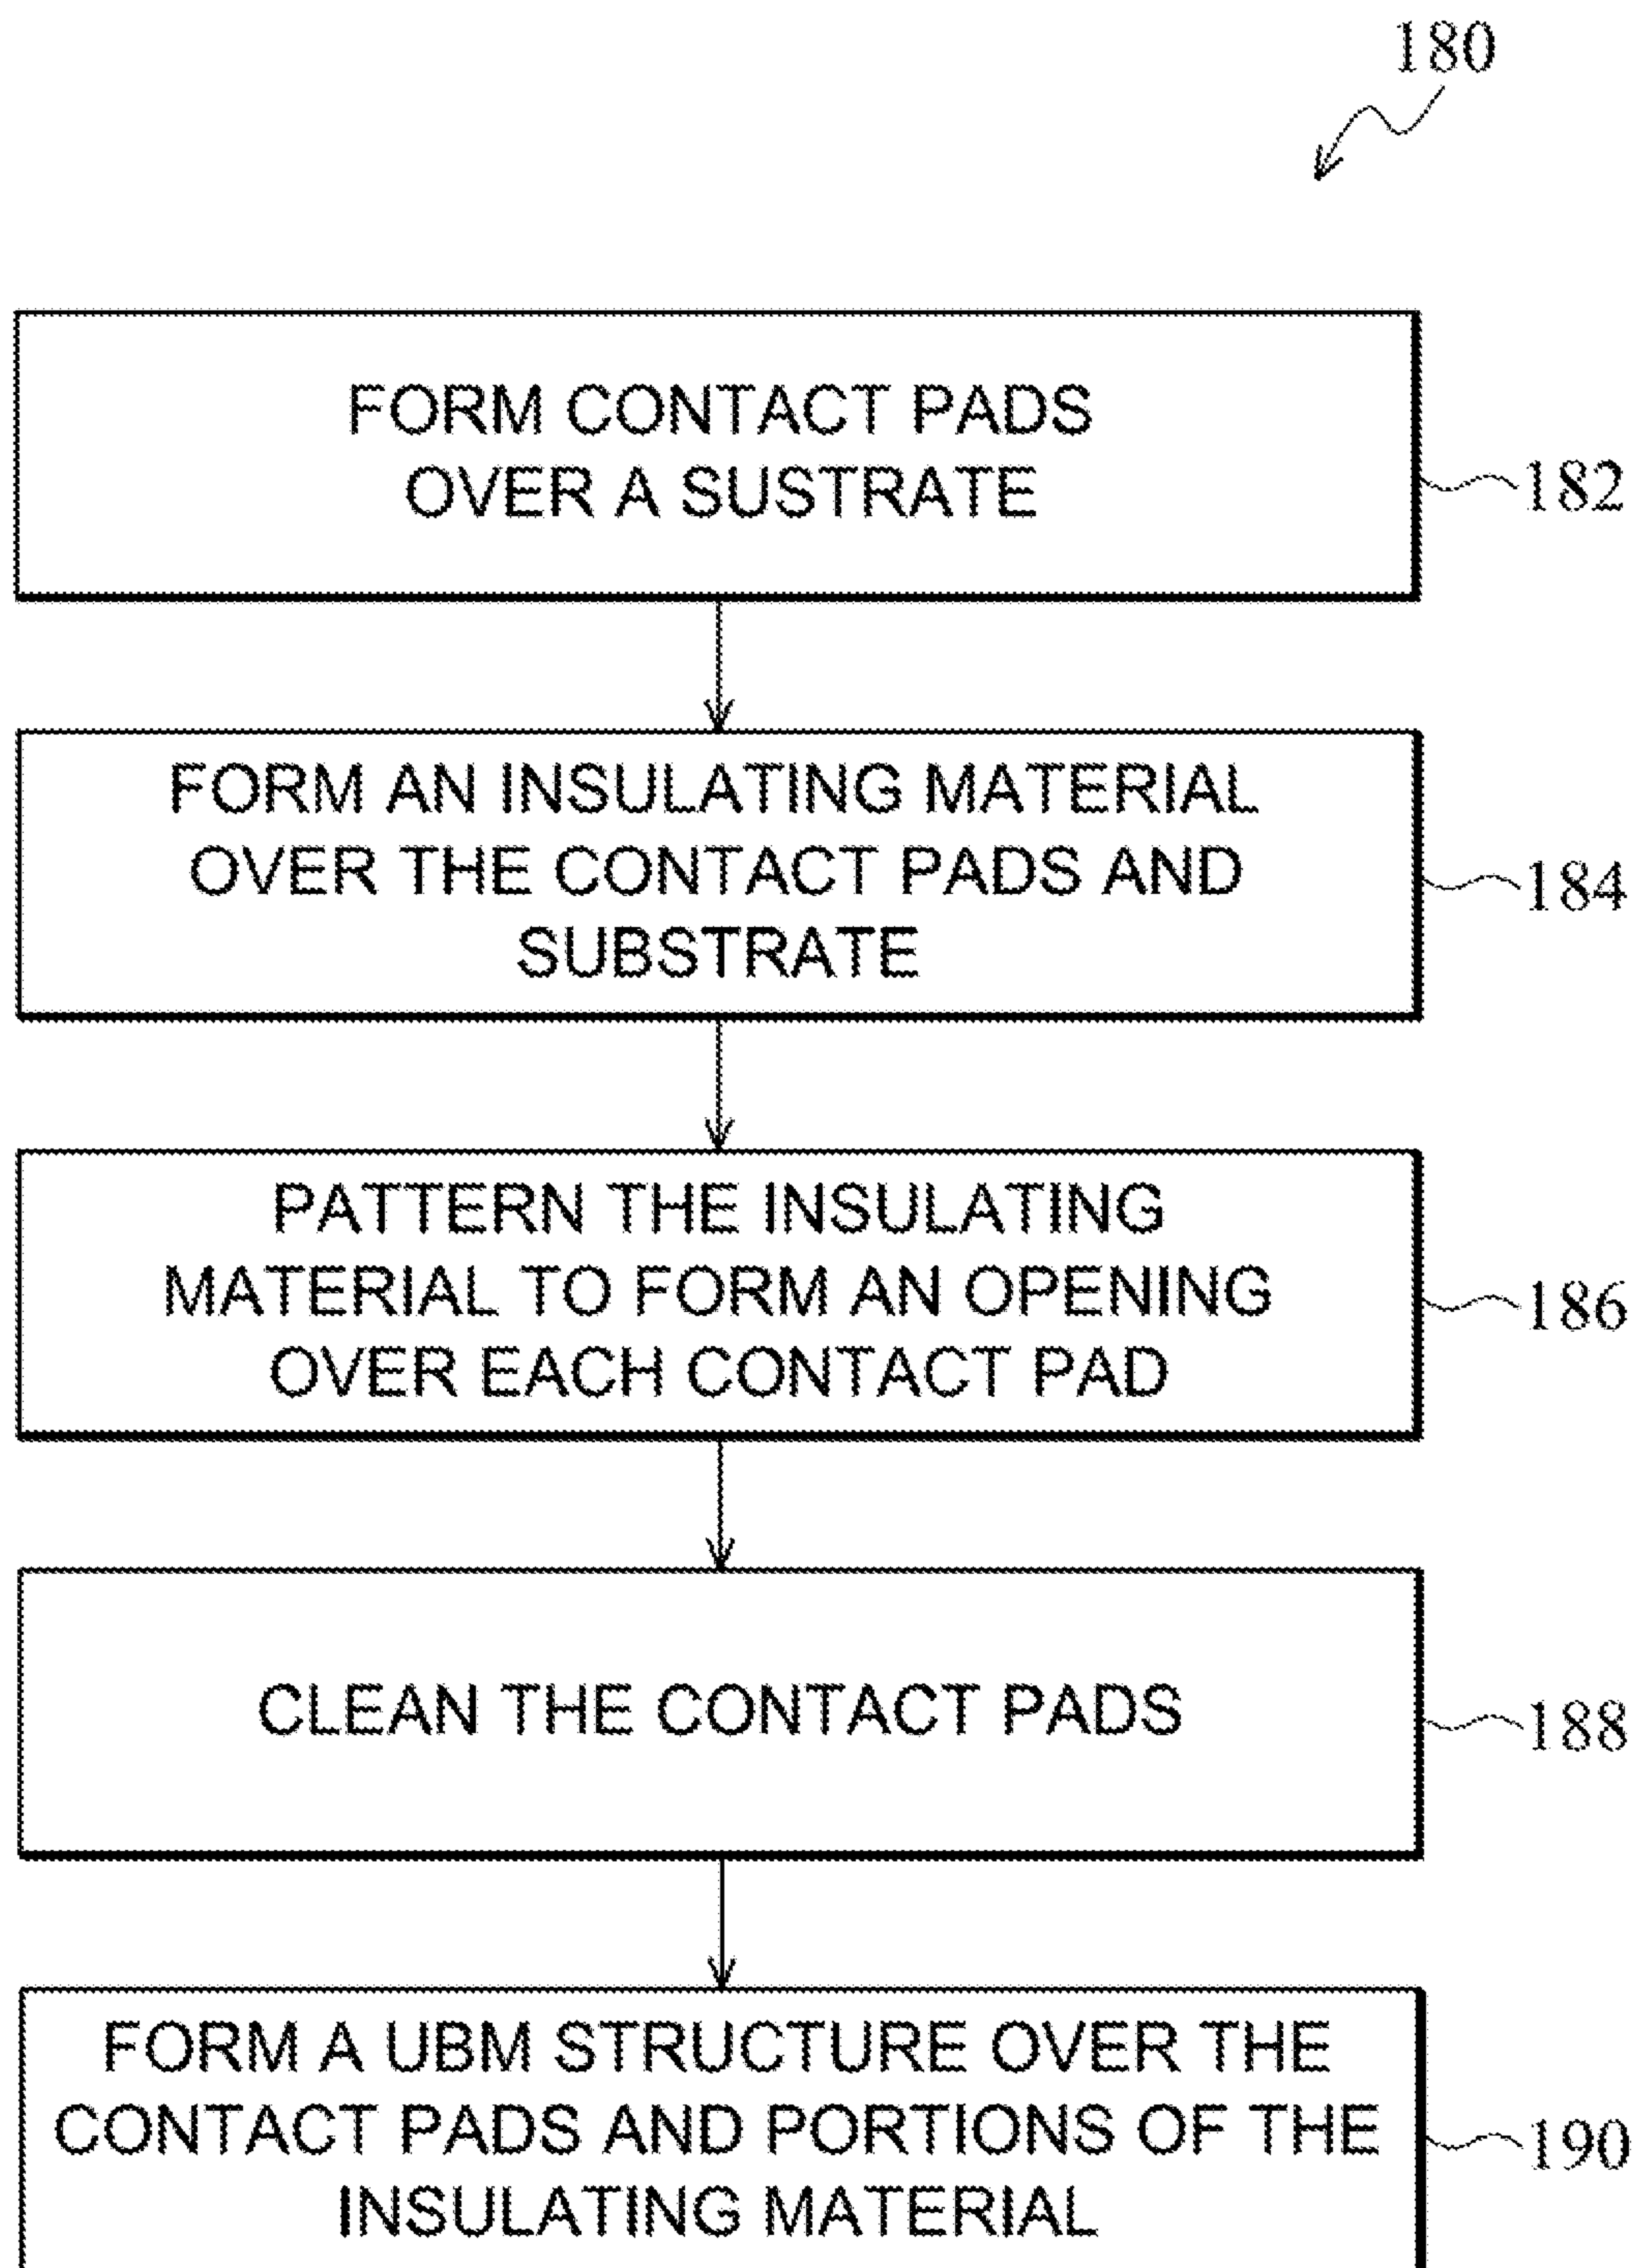 180
FORM CONTACT PADS
OVER A SUSTRATE
182
FORM AN INSULATING MATERIAL
OVER THE CONTACT PADS AND
SUBSTRATE
184
PATTERN THE INSULATING
MATERIAL TO FORM AN OPENING
OVER EACH CONTACT PAD
186
CLEAN THE CONTACT PADS
188
FORM A UBM STRUCTURE OVER THE
CONTACT PADS AND PORTIONS OF THE
INSULATING MATERIAL
190